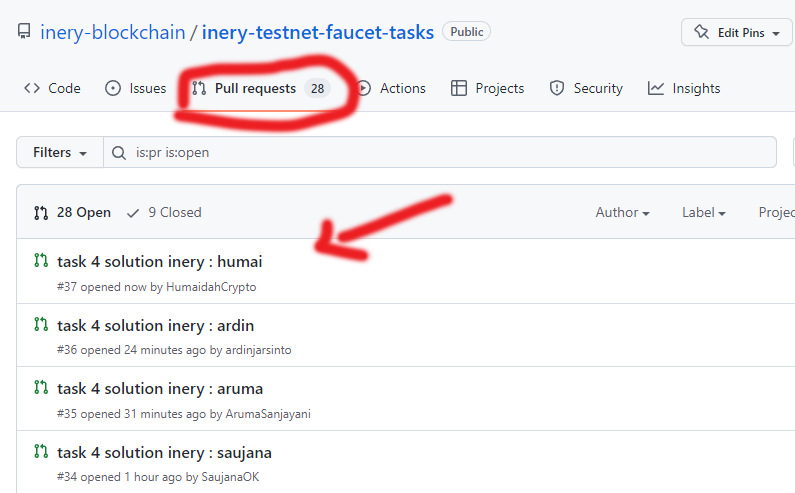 inery-blockchain / inery-testnet-faucet-tasks Public Edit Pins
Code Issues Pull requests 28 Actions Projects Security Insights
Filters is:pr is:open
28 Open 9 Closed Author Label
task 4 solution inery : humai
#37 opened now by HumaidahCrypto
task 4 solution inery : ardin
#36 opened 24 minutes ago by ardinjarsinto
task 4 solution inery : aruma
#35 opened 31 minutes ago by ArumaSanjayani
task 4 solution inery : saujana
#34 opened 1 hour ago by SaujanaOK